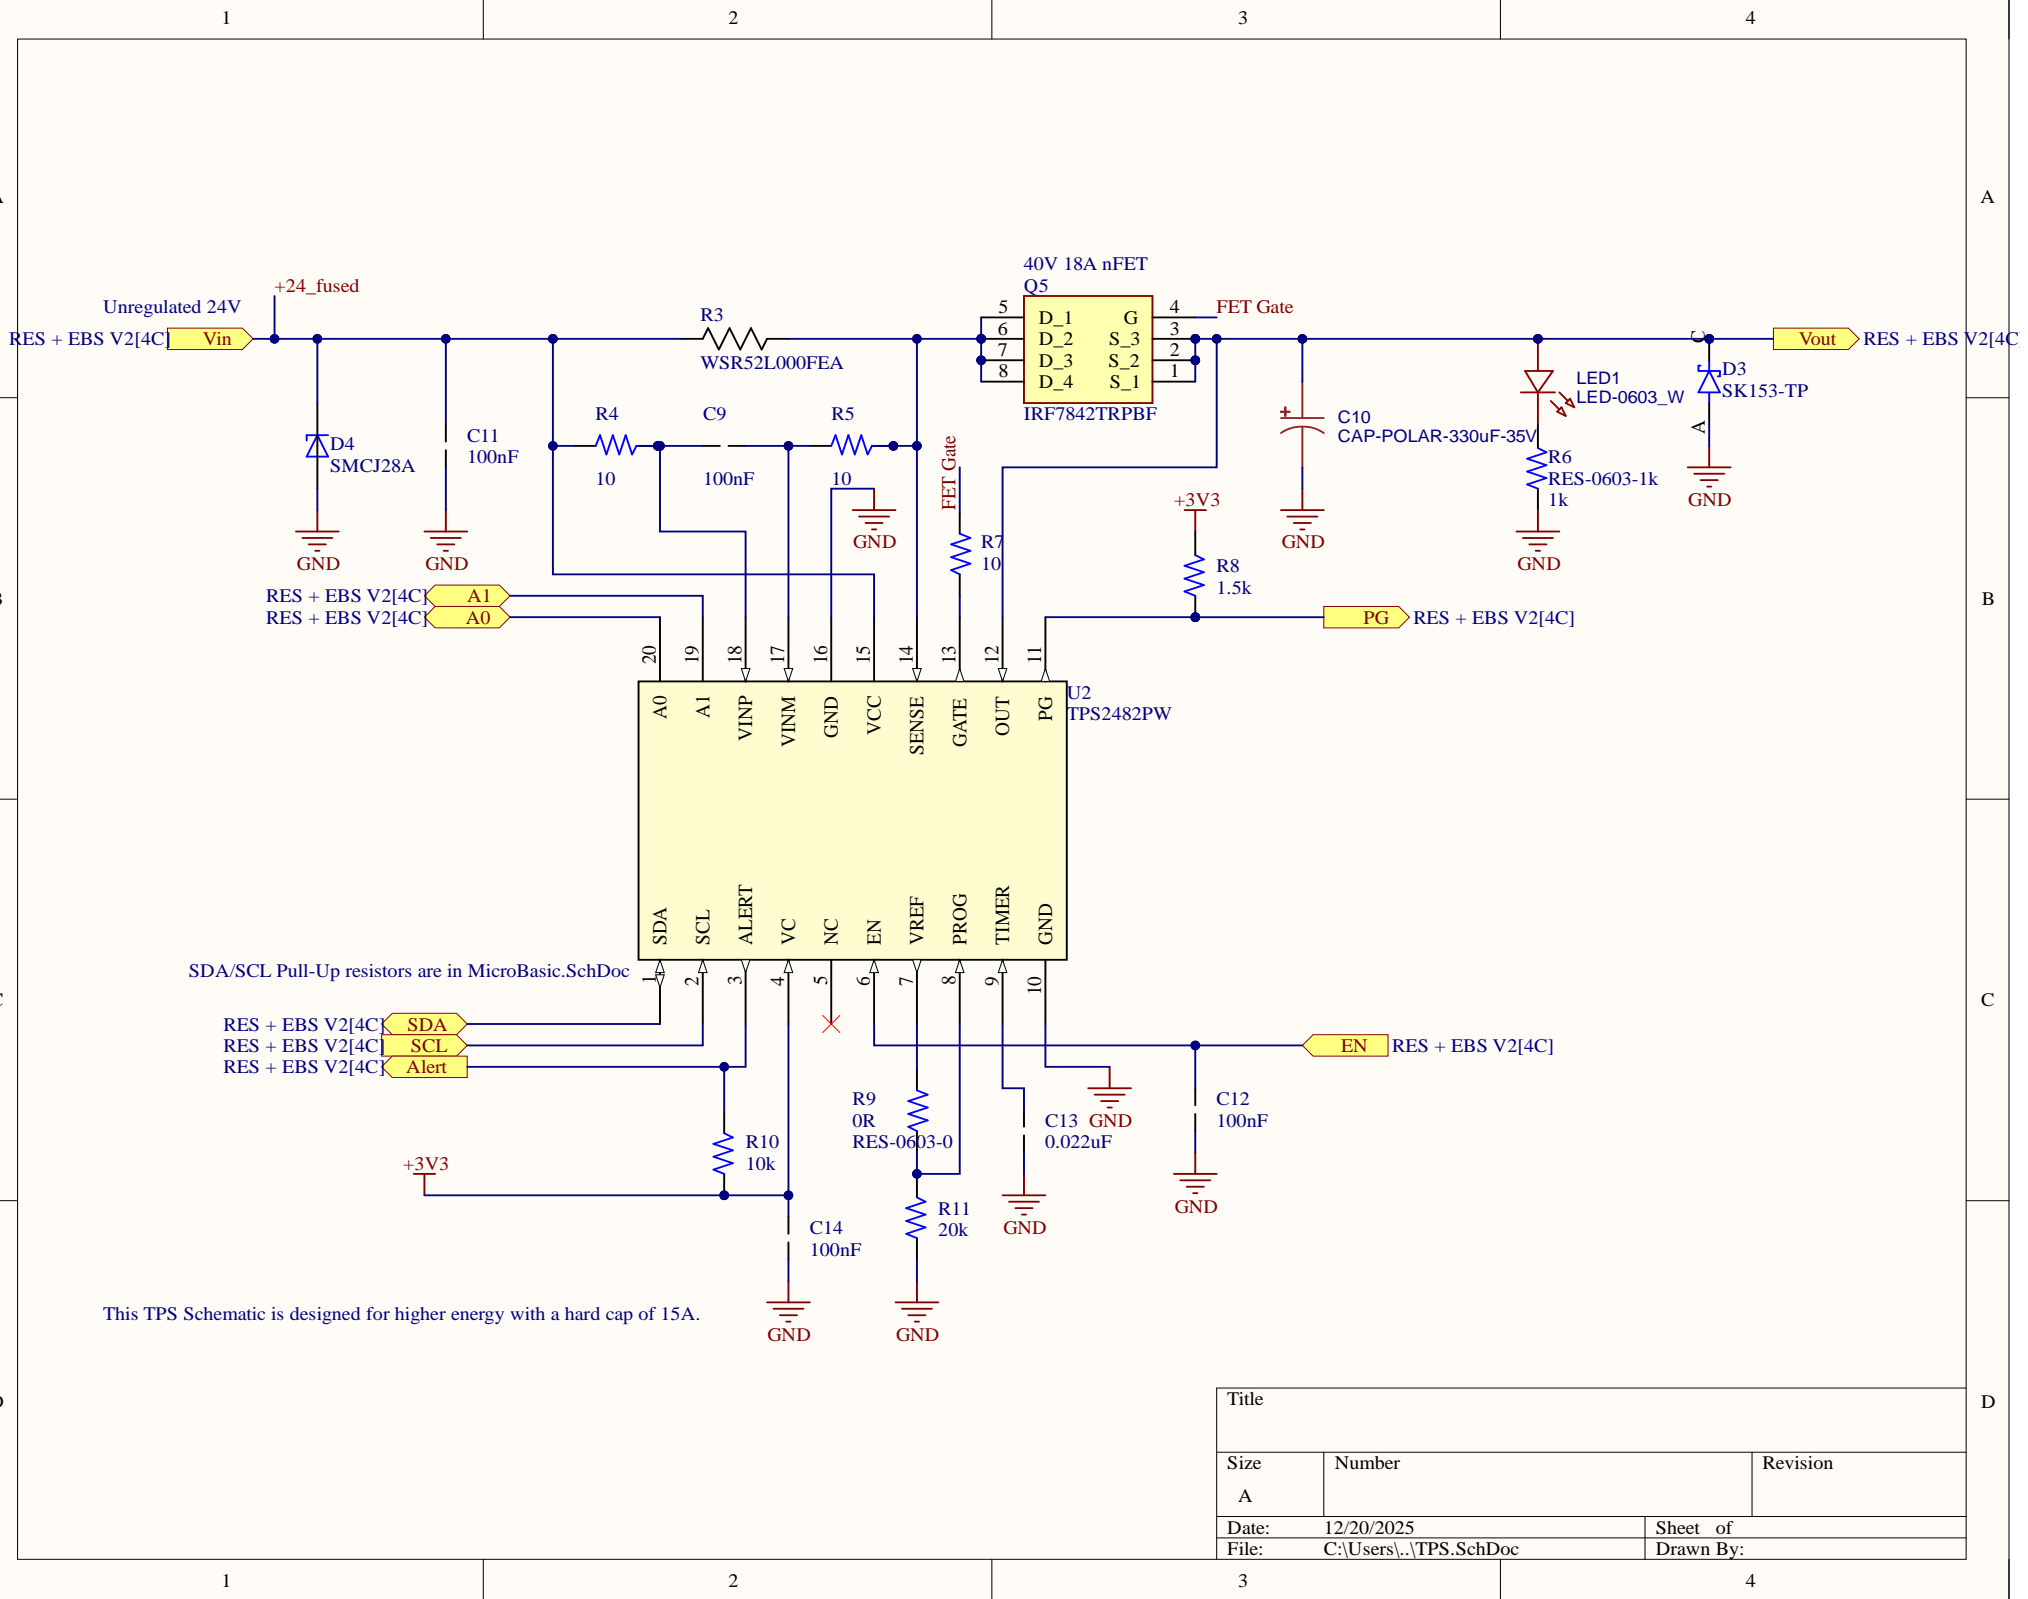 1 2 3 4
A A
40V 18A nFET
Q5
+24_fused
Unregulated 24V
RES + EBS V2[4C] Vin
R3
WSR52L000FEA
5 D_1 G 4 FET Gate
6 D_2 S_3 3
7 D_3 S_2 2
8 D_4 S_1 1
IRF7842TRPBF
Vout RES + EBS V2[4C
C
D3
SK153-TP
A
GND
LED1
LED-0603_W
R6
RES-0603-1k
1k
GND
C10
CAP-POLAR-330uF-35V
+
GND
D4
SMCJ28A
GND
C11
100nF
GND
R4
10
C9
100nF
R5
10
GND
FET Gate
R7
10
+3V3
R8
1.5k
PG RES + EBS V2[4C]
RES + EBS V2[4C] A1
RES + EBS V2[4C] A0
B B
20 19 18 17 16 15 14 13 12 11
A0 A1 VINP VINM GND VCC SENSE GATE OUT PG
U2
TPS2482PW
SDA SCL ALERT VC NC EN VREF PROG TIMER GND
1 2 3 4 5 6 7 8 9 10
SDA/SCL Pull-Up resistors are in MicroBasic.SchDoc
C C
RES + EBS V2[4C] SDA
RES + EBS V2[4C] SCL
RES + EBS V2[4C] Alert
EN RES + EBS V2[4C]
R9
0R
RES-0603-0
C13
0.022uF
GND
GND
C12
100nF
GND
R10
10k
+3V3
R11
20k
GND
C14
100nF
GND
This TPS Schematic is designed for higher energy with a hard cap of 15A.
D D
Title
Size Number Revision
A
Date: 12/20/2025 Sheet of
File: C:\Users\..\TPS.SchDoc Drawn By:
1 2 3 4